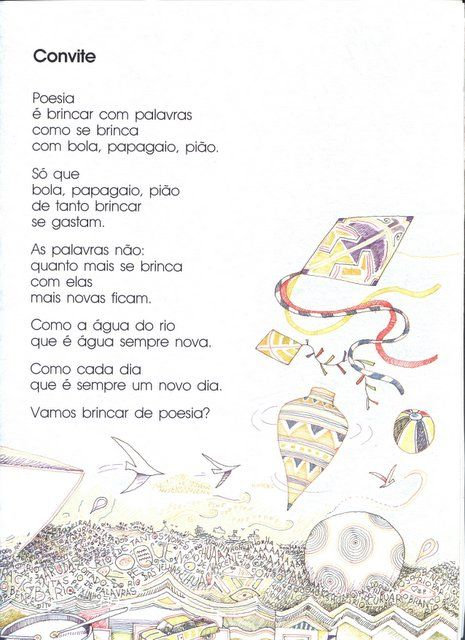 Convite
Poesia
é brincar com palavras
como se brinca
com bola, papagaio, pião.
Só que
bola, papagaio, pião
de tanto brincar
se gastam.
As palavras não:
quanto mais se brinca
com elas
mais novas ficam.
Como a água do rio
que é água sempre nova.
Como cada dia
que é sempre um novo dia.
Vamos brincar de poesia?